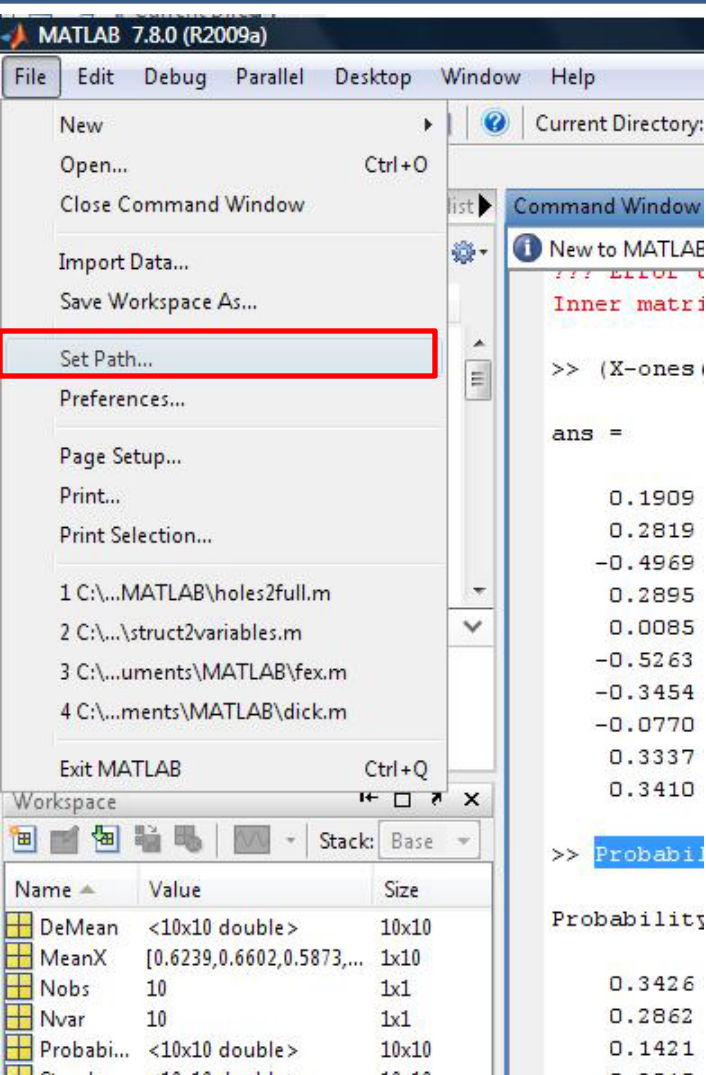 MATLAB 7.8.0 (R2009a)
File Edit Debug Parallel Desktop Window Help
New
Open... Ctrl+O
Close Command Window
Import Data...
Save Workspace As...
Set Path...
Preferences...
Page Setup...
Print...
Print Selection...
1 C:\...MATLAB\holes2full.m
2 C:\...\struct2variables.m
3 C:\...uments\MATLAB\fex.m
4 C:\...ments\MATLAB\dick.m
Exit MATLAB Ctrl+Q
Current Directory:
Command Window
New to MATLAB
Inner matri
>> (X-ones(
ans =
0.1909
0.2819
-0.4969
0.2895
0.0085
-0.5263
-0.3454
-0.0770
0.3337
0.3410
>> Probabil
Probability
0.3426
0.2862
0.1421
Workspace
Stack: Base
Name Value Size
DeMean <10x10 double> 10x10
MeanX [0.6239,0.6602,0.5873,... 1x10
Nobs 10 1x1
Nvar 10 1x1
Probabi... <10x10 double> 10x10